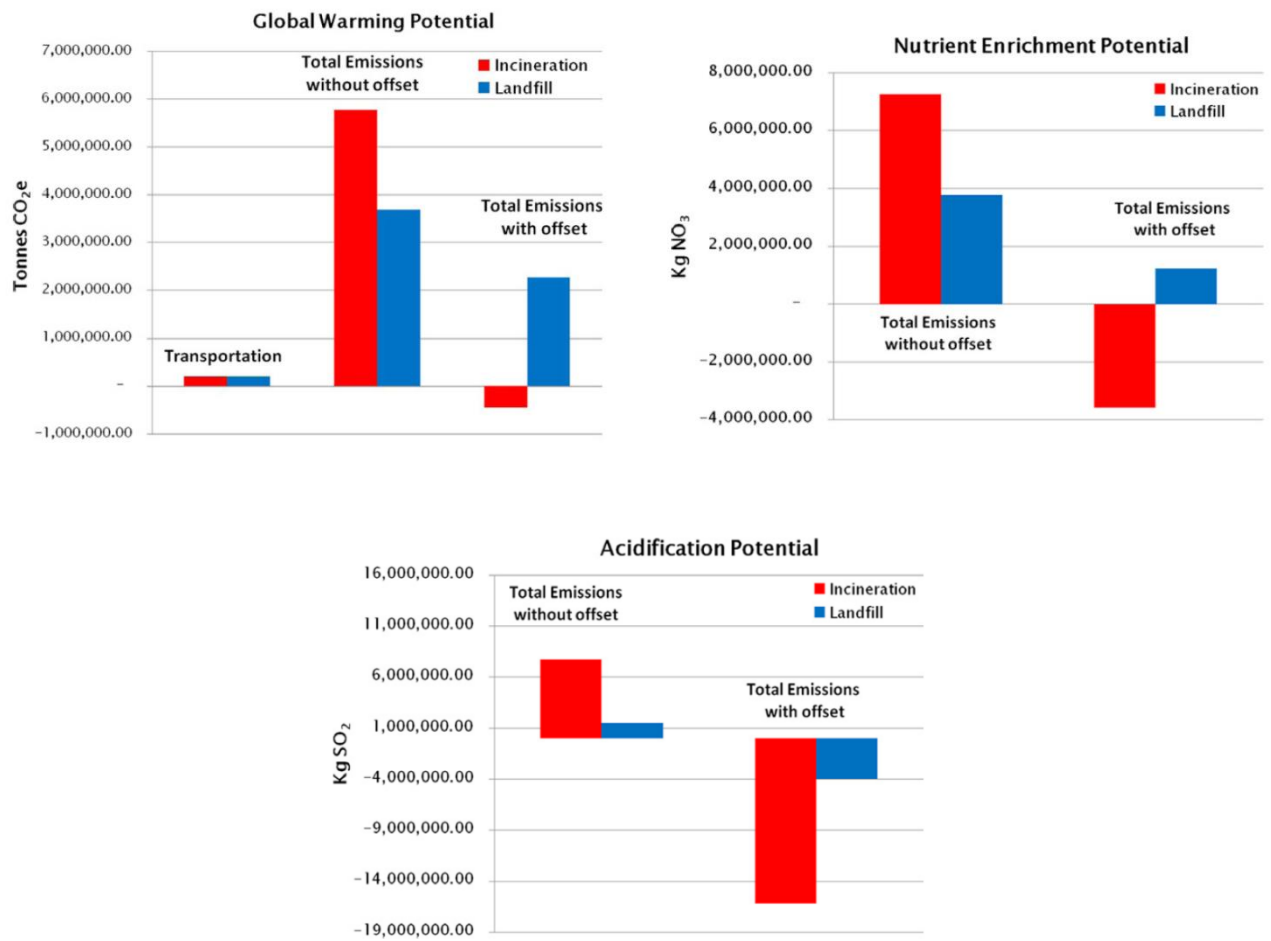 Global Warming Potential
7,000,000.00
6,000,000.00
5,000,000.00
4,000,000.00
3,000,000.00
2,000,000.00
1,000,000.00
–
−1,000,000.00
Tonnes CO₂e
Total Emissions
without offset
Incineration
Landfill
Total Emissions
with offset
Transportation
Nutrient Enrichment Potential
8,000,000.00
6,000,000.00
4,000,000.00
2,000,000.00
–
−2,000,000.00
−4,000,000.00
Kg NO₃
Incineration
Landfill
Total Emissions
with offset
Total Emissions
without offset
Acidification Potential
16,000,000.00
11,000,000.00
6,000,000.00
1,000,000.00
−4,000,000.00
−9,000,000.00
−14,000,000.00
−19,000,000.00
Kg SO₂
Total Emissions
without offset
Incineration
Landfill
Total Emissions
with offset